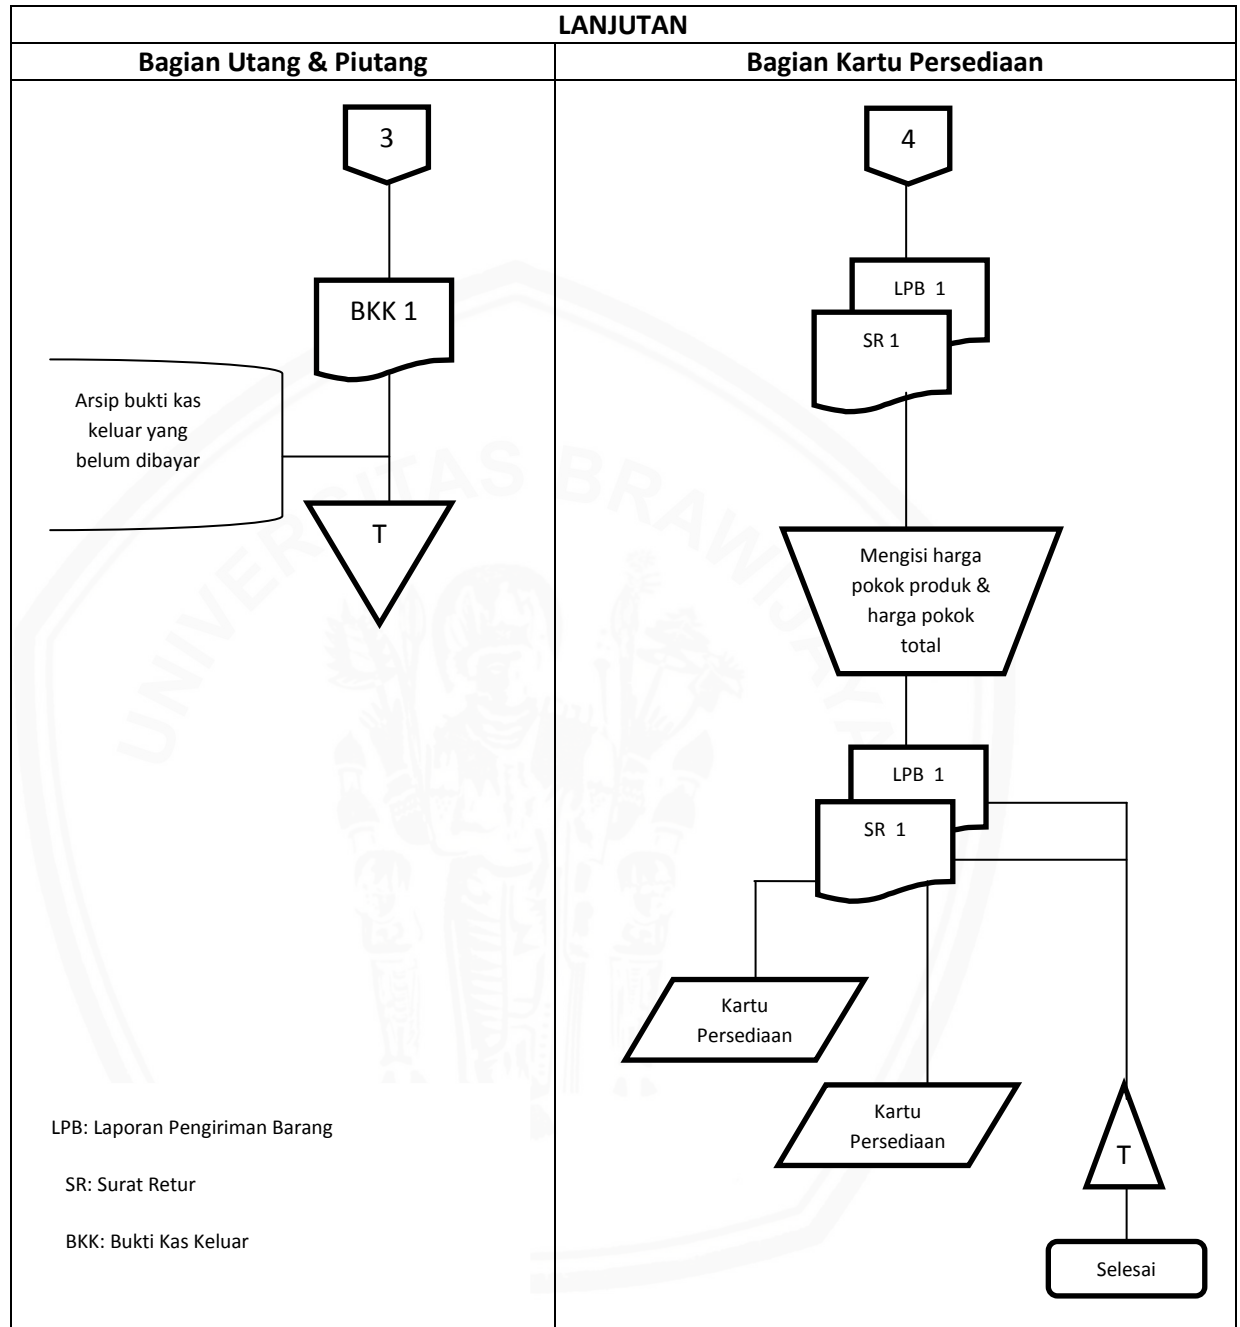 LANJUTAN
Bagian Utang & Piutang
Bagian Kartu Persediaan
3
BKK 1
Arsip bukti kas
keluar yang
belum dibayar
T
LPB: Laporan Pengiriman Barang
SR: Surat Retur
BKK: Bukti Kas Keluar
4
LPB 1
SR 1
Mengisi harga
pokok produk &
harga pokok
total
LPB 1
SR 1
Kartu
Persediaan
Kartu
Persediaan
T
Selesai
UNIVERSITAS BRAWIJAYA